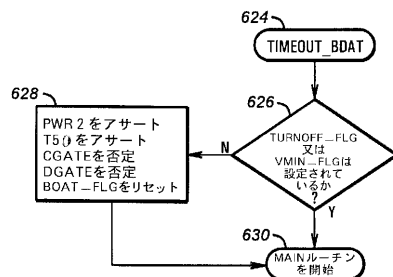 624
TIMEOUT_BDAT
626
TURNOFF_FLG
又は
VMIN_FLGは
設定されて
いるか
?
N
Y
628
PWR 2 をアサート
T50をアサート
CGATEを否定
DGATEを否定
BOAT_FLGをリセット
630
MAINルーチン
を開始